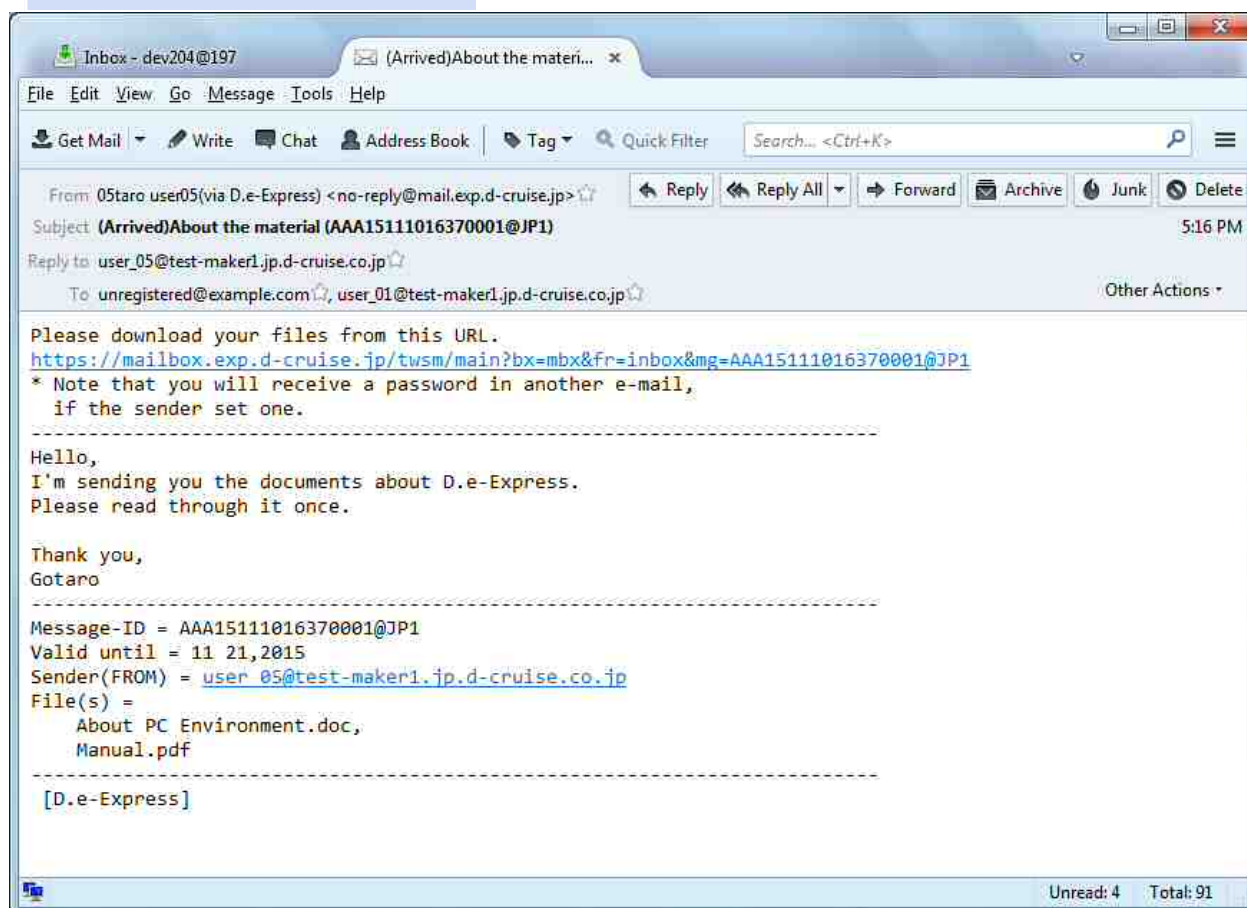 Inbox - dev204@197 (Arrived)About the materi...
File Edit View Go Message Tools Help
Get Mail Write Chat Address Book Tag Quick Filter Search... <Ctrl+K>
From 05taro user05(via D.e-Express) <no-reply@mail.exp.d-cruise.jp> Reply Reply All Forward Archive Junk Delete
Subject (Arrived)About the material (AAA15111016370001@JP1) 5:16 PM
Reply to user_05@test-maker1.jp.d-cruise.co.jp
To unregistered@example.com, user_01@test-maker1.jp.d-cruise.co.jp Other Actions
Please download your files from this URL.
https://mailbox.exp.d-cruise.jp/twsm/main?bx=mbx&fr=inbox&mg=AAA15111016370001@JP1
* Note that you will receive a password in another e-mail,
if the sender set one.
--------------------------------------------------------------------------
Hello,
I'm sending you the documents about D.e-Express.
Please read through it once.
Thank you,
Gotaro
--------------------------------------------------------------------------
Message-ID = AAA15111016370001@JP1
Valid until = 11 21,2015
Sender(FROM) = user_05@test-maker1.jp.d-cruise.co.jp
File(s) =
About PC Environment.doc,
Manual.pdf
--------------------------------------------------------------------------
[D.e-Express]
Unread: 4 Total: 91